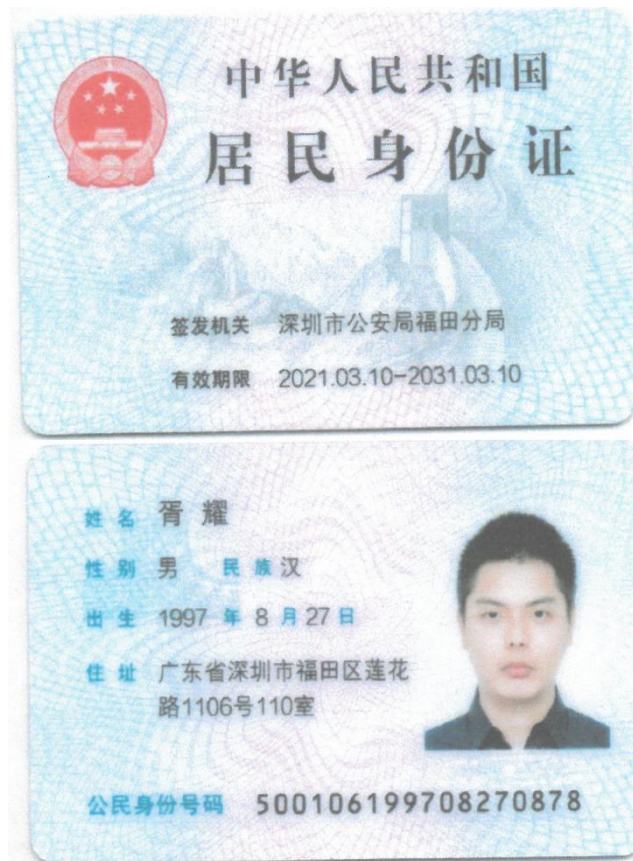 中华人民共和国
居民身份证
签发机关 深圳市公安局福田分局
有效期限 2021.03.10-2031.03.10
姓名 胥耀
性别 男 民族 汉
出生 1997 年 8 月 27 日
住址 广东省深圳市福田区莲花
路1106号110室
公民身份号码 500106199708270878